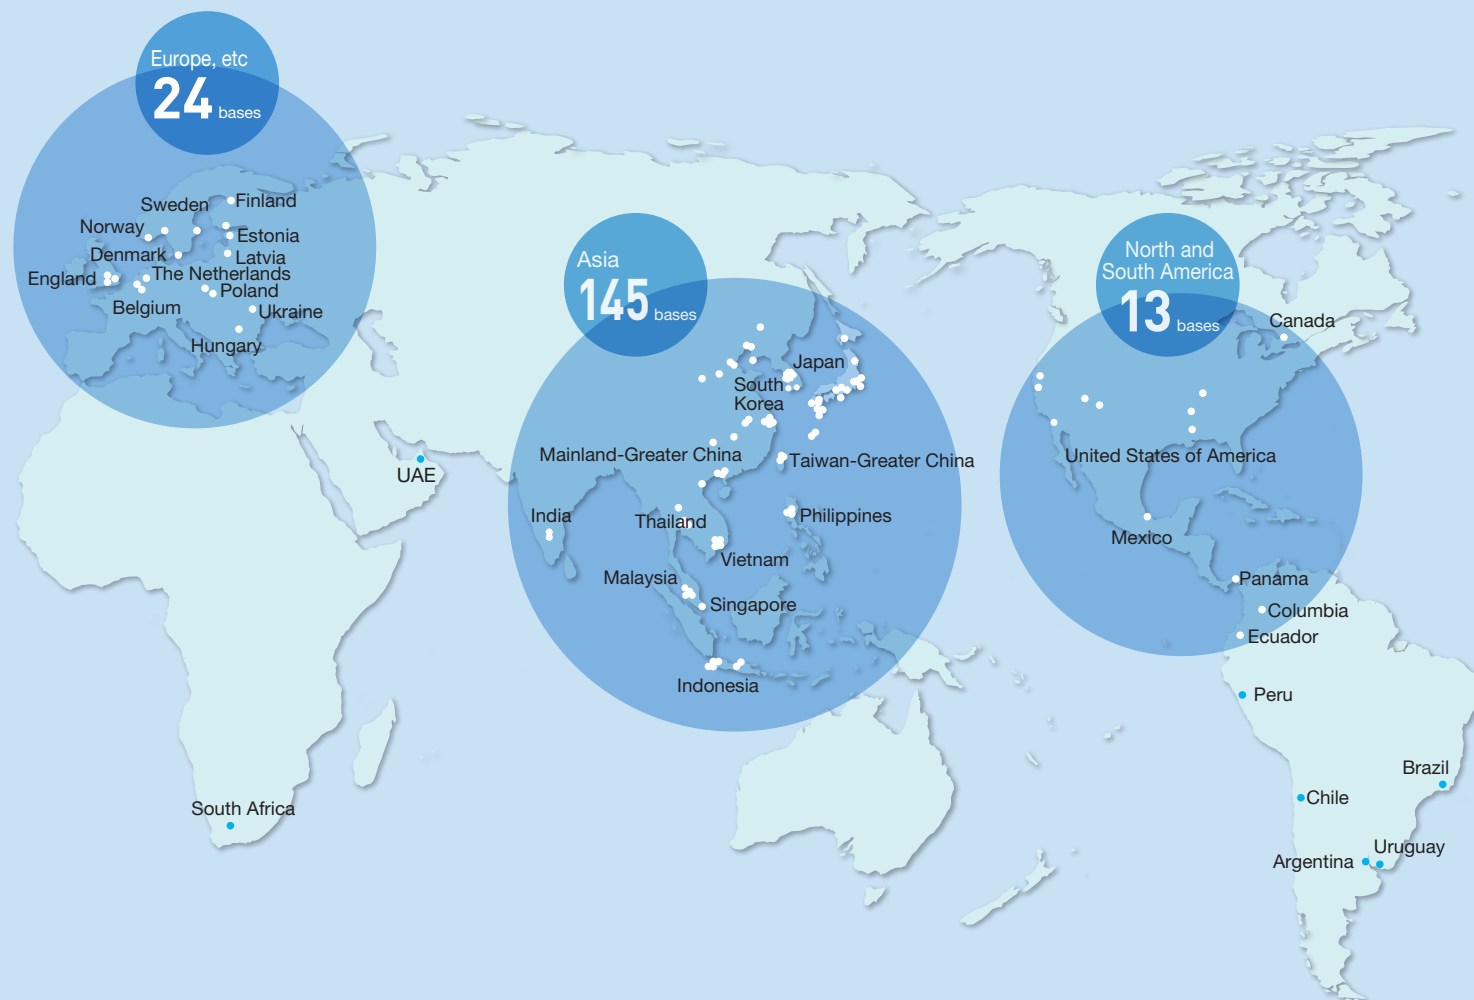 Europe, etc
24 bases
Sweden
Finland
Norway
Estonia
Denmark
Latvia
England
The Netherlands
Poland
Belgium
Ukraine
Hungary
UAE
South Africa
Asia
145 bases
Japan
South
Korea
Mainland-Greater China
Taiwan-Greater China
India
Thailand
Philippines
Vietnam
Malaysia
Singapore
Indonesia
North and
South America
13 bases
Canada
United States of America
Mexico
Panama
Columbia
Ecuador
Peru
Brazil
Chile
Uruguay
Argentina